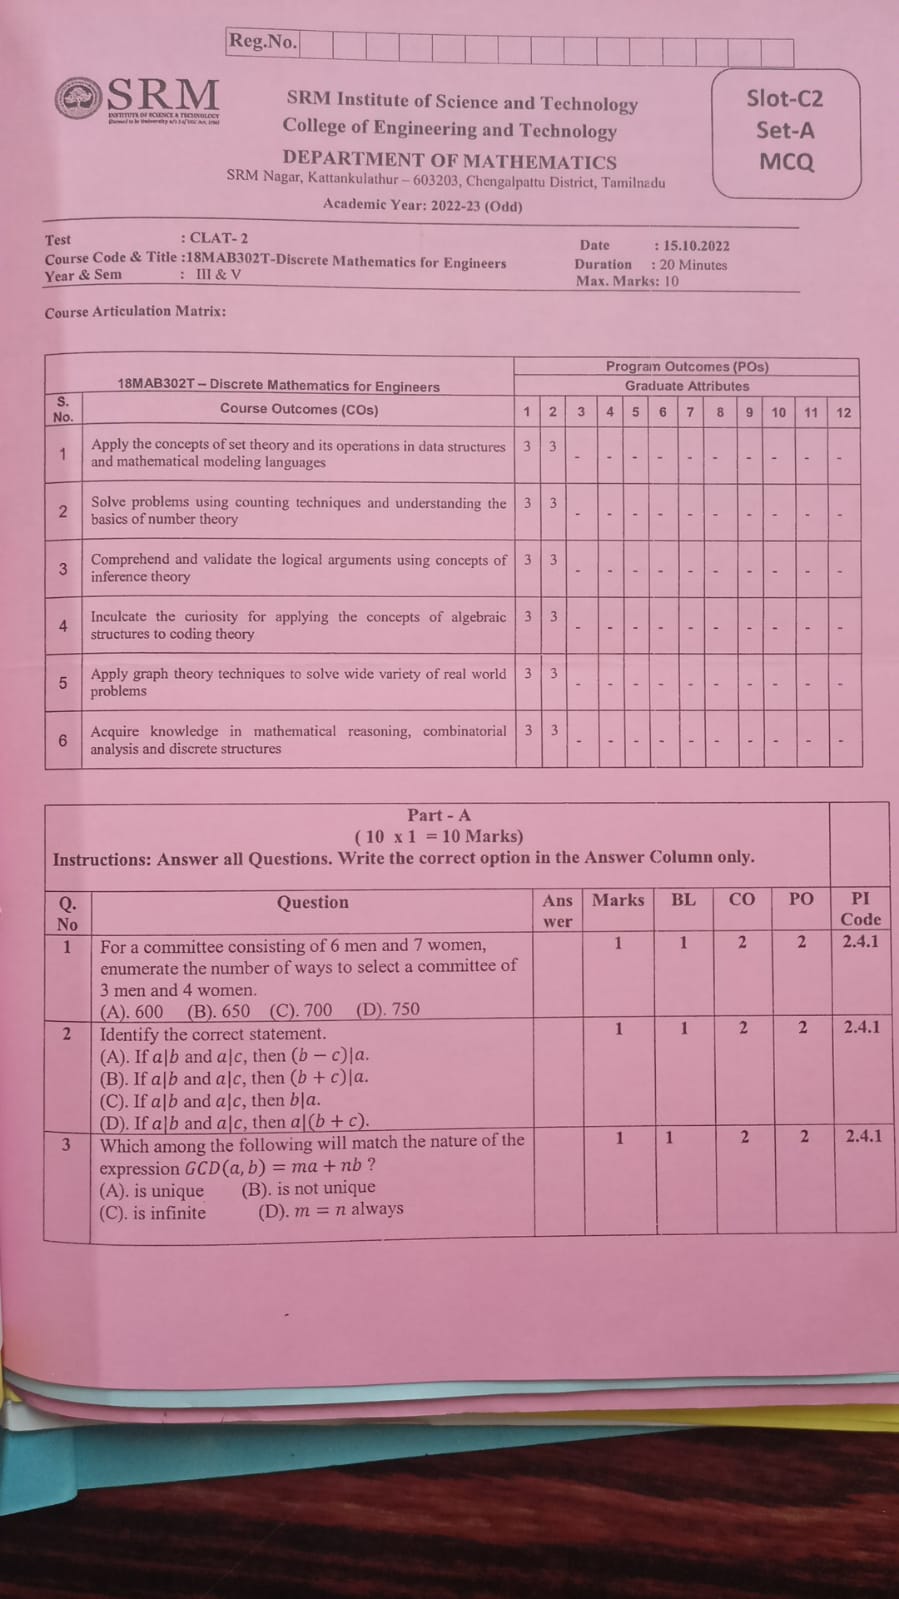 Reg.No.
SRM
INSTITUTE OF SCIENCE & TECHNOLOGY
(Deemed to be University u/s 3 of UGC Act, 1956)
SRM Institute of Science and Technology
College of Engineering and Technology
DEPARTMENT OF MATHEMATICS
SRM Nagar, Kattankulathur – 603203, Chengalpattu District, Tamilnadu
Academic Year: 2022-23 (Odd)
Slot-C2
Set-A
MCQ
Test : CLAT- 2
Course Code & Title :18MAB302T-Discrete Mathematics for Engineers
Year & Sem : III & V
Date : 15.10.2022
Duration : 20 Minutes
Max. Marks: 10
Course Articulation Matrix:
18MAB302T – Discrete Mathematics for Engineers
Program Outcomes (POs)
Graduate Attributes
S. No. Course Outcomes (COs) 1 2 3 4 5 6 7 8 9 10 11 12
1 Apply the concepts of set theory and its operations in data structures 3 3 - - - - - - - - - -
and mathematical modeling languages
2 Solve problems using counting techniques and understanding the 3 3 - - - - - - - - - -
basics of number theory
3 Comprehend and validate the logical arguments using concepts of 3 3 - - - - - - - - - -
inference theory
4 Inculcate the curiosity for applying the concepts of algebraic 3 3 - - - - - - - - - -
structures to coding theory
5 Apply graph theory techniques to solve wide variety of real world 3 3 - - - - - - - - - -
problems
6 Acquire knowledge in mathematical reasoning, combinatorial 3 3 - - - - - - - - - -
analysis and discrete structures
Part - A
( 10 x 1 = 10 Marks)
Instructions: Answer all Questions. Write the correct option in the Answer Column only.
Q. No Question Ans wer Marks BL CO PO PI Code
1 For a committee consisting of 6 men and 7 women, 1 1 2 2 2.4.1
enumerate the number of ways to select a committee of
3 men and 4 women.
(A). 600 (B). 650 (C). 700 (D). 750
2 Identify the correct statement. 1 1 2 2 2.4.1
(A). If a|b and a|c, then (b − c)|a.
(B). If a|b and a|c, then (b + c)|a.
(C). If a|b and a|c, then b|a.
(D). If a|b and a|c, then a|(b + c).
3 Which among the following will match the nature of the 1 1 2 2 2.4.1
expression GCD(a, b) = ma + nb ?
(A). is unique (B). is not unique
(C). is infinite (D). m = n always